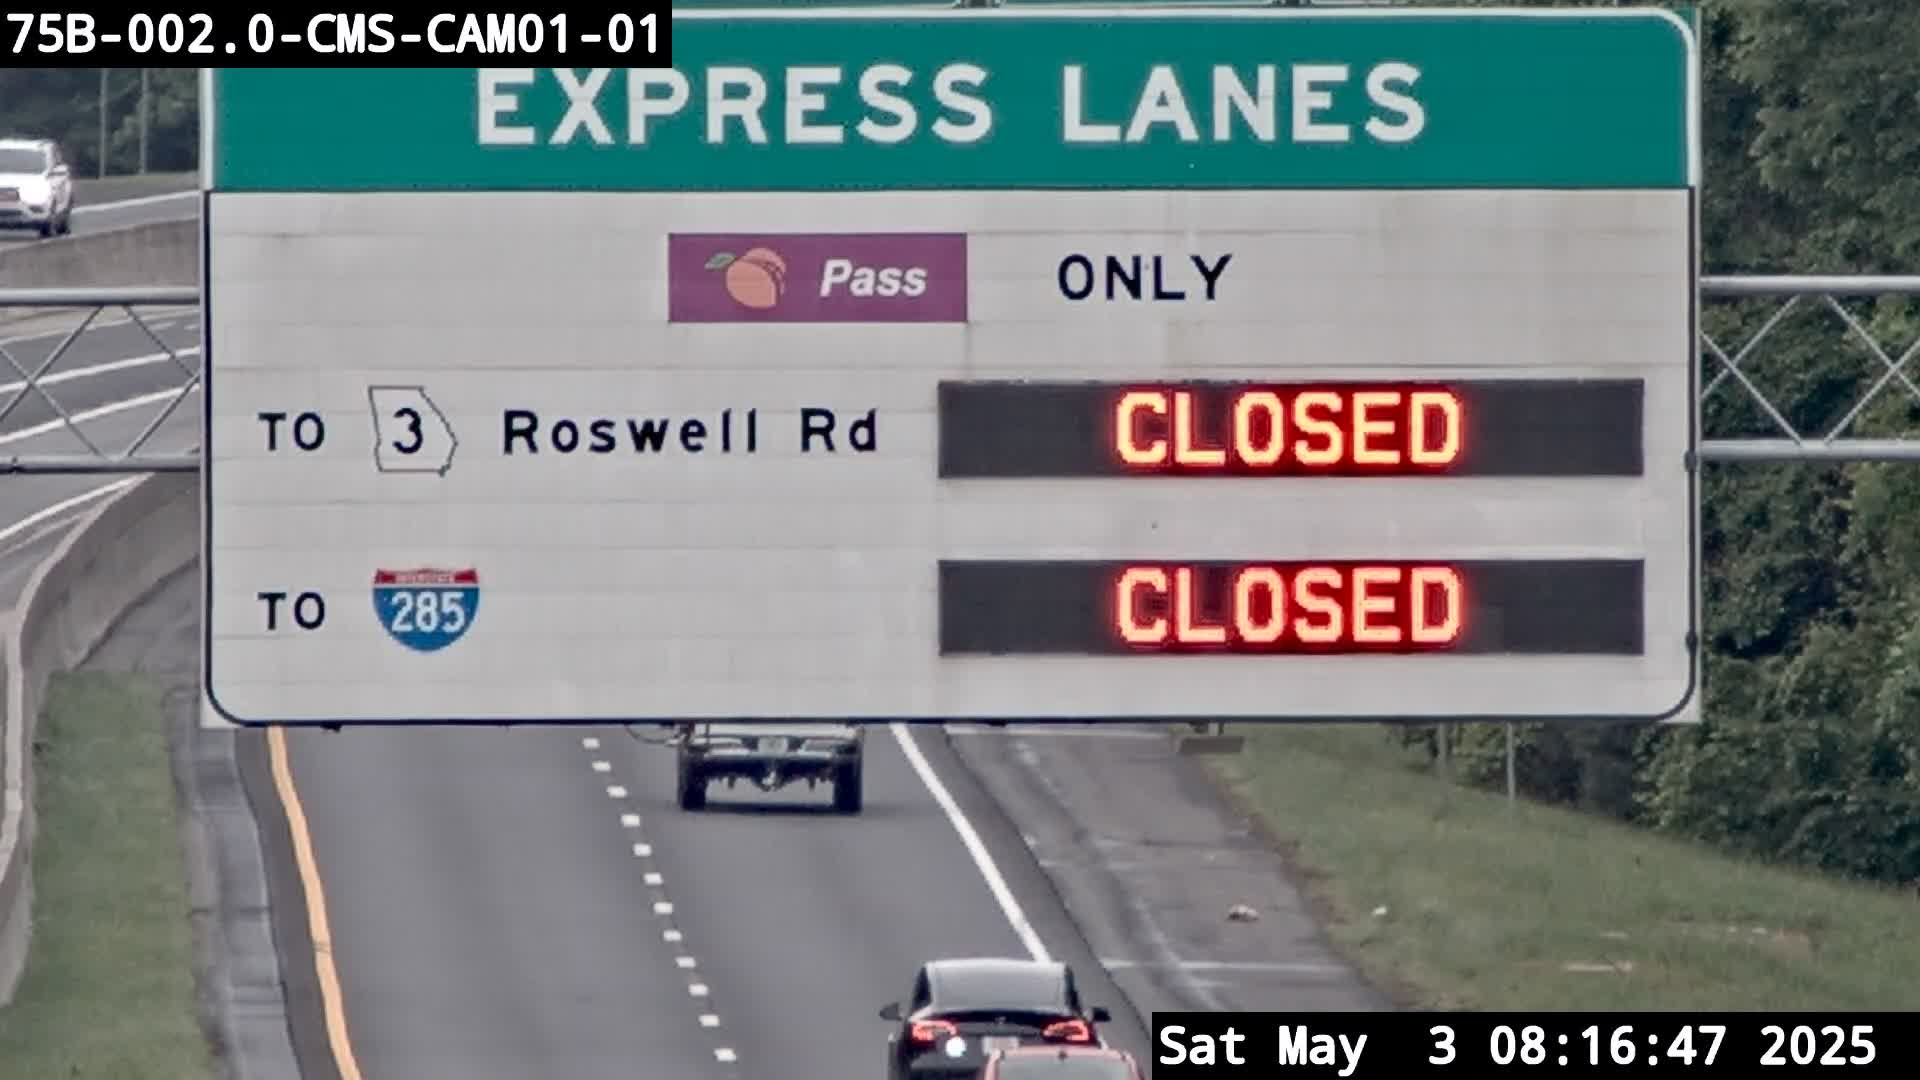 75B-002.0-CMS-CAM01-01
EXPRESS LANES
Pass ONLY
TO 3 Roswell Rd CLOSED
TO INTERSTATE 285 CLOSED
Sat May 3 08:16:47 2025